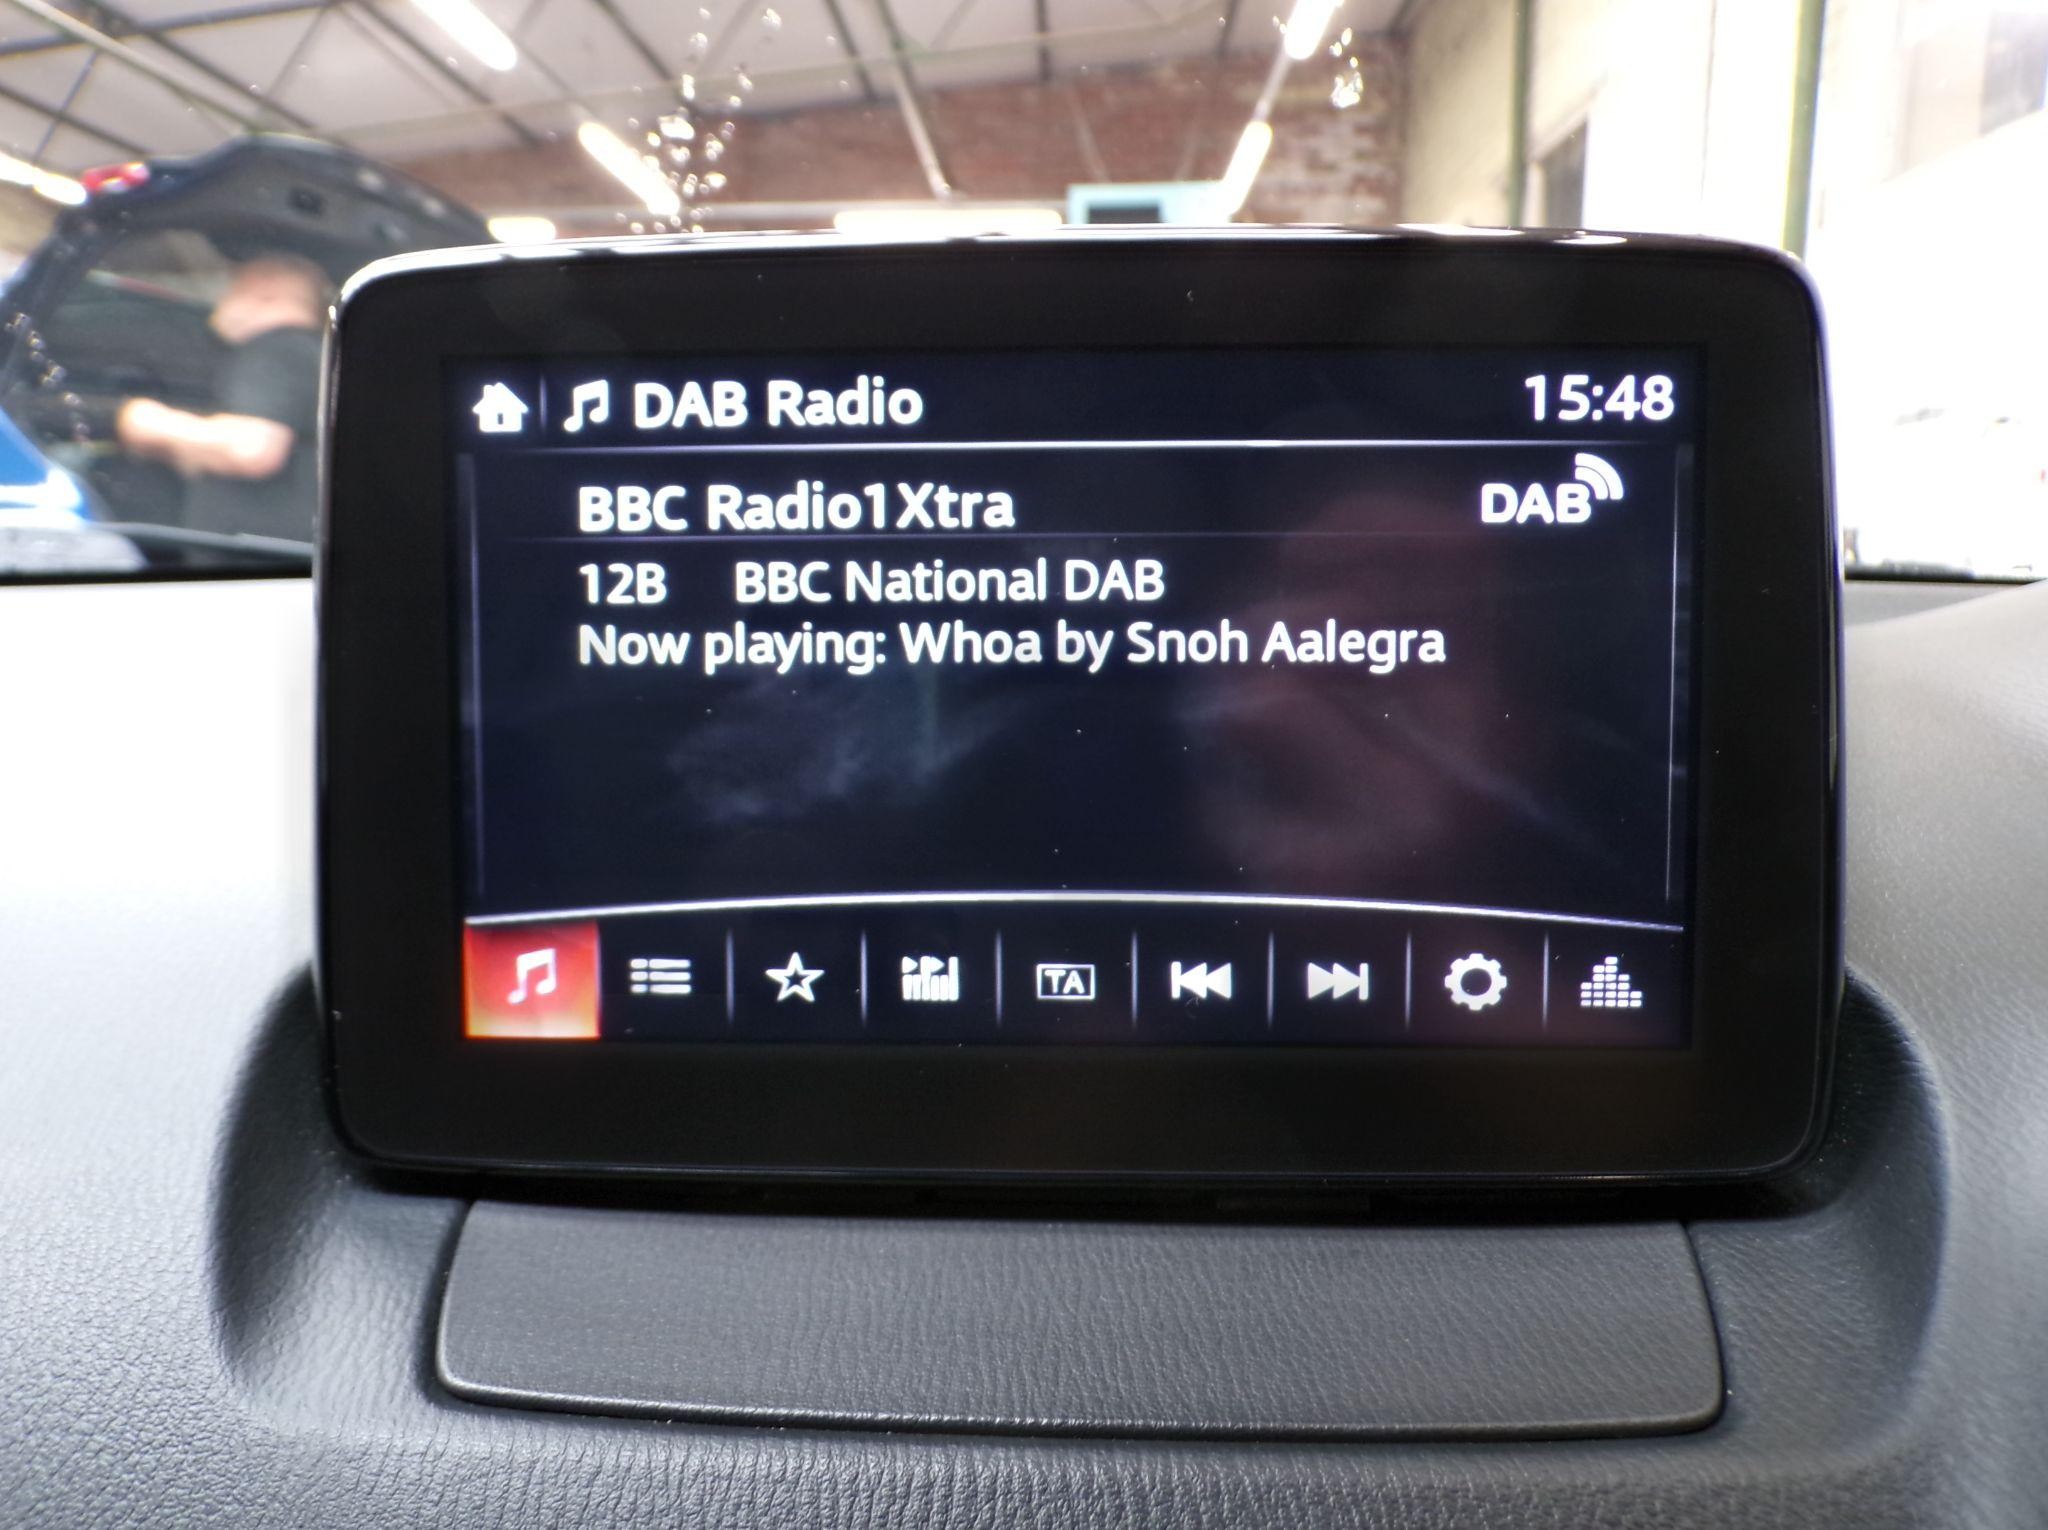 DAB Radio 15:48
BBC Radio1Xtra DAB
12B BBC National DAB
Now playing: Whoa by Snoh Aalegra
TA